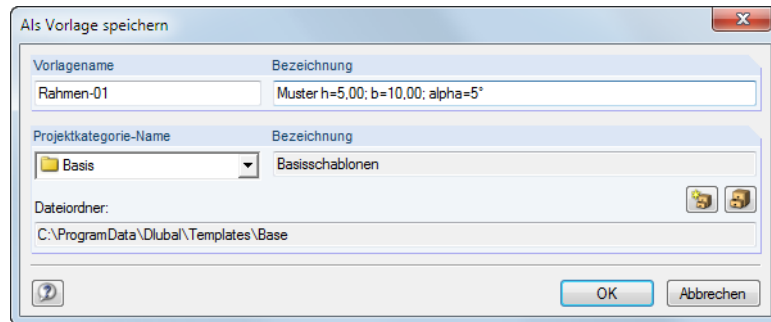 Als Vorlage speichern
Vorlagename Bezeichnung
Rahmen-01 Muster h=5,00; b=10,00; alpha=5°
Projektkategorie-Name Bezeichnung
Basis Basisschablonen
Dateiordner:
C:\ProgramData\Dlubal\Templates\Base
OK Abbrechen